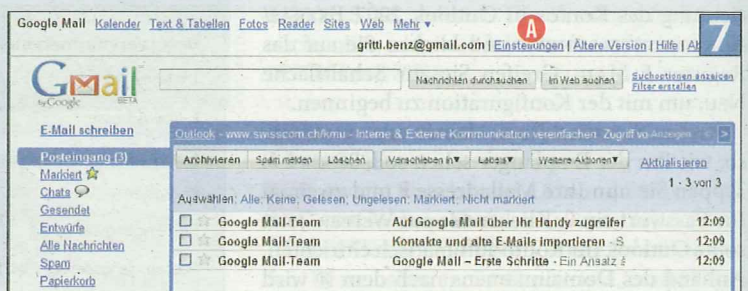 Google Mail Kalender Text & Tabellen Fotos Reader Sites Web Mehr ▼
A
7
gritti.benz@gmail.com | Einstellungen | Ältere Version | Hilfe |
Gmail
by Google BETA
Nachrichten durchsuchen
Im Web suchen
Suchoptionen anzeigen
Filter erstellen
E-Mail schreiben
Posteingang (3)
Markiert
Chats
Gesendet
Entwürfe
Alle Nachrichten
Spam
Papierkorb
Outlook - www.swisscom.ch/kmu - Interne & Externe Kommunikation vereinfachen. Zugriff vo Anzeigen < >
Archivieren Spam melden Löschen Verschieben in▼ Labels▼ Weitere Aktionen▼ Aktualisieren
1 - 3 von 3
Auswählen: Alle, Keine, Gelesen, Ungelesen, Markiert, Nicht markiert
Google Mail-Team Auf Google Mail über Ihr Handy zugreifer 12:09
Google Mail-Team Kontakte und alte E-Mails importieren - S 12:09
Google Mail-Team Google Mail – Erste Schritte - Ein Ansatz 12:09